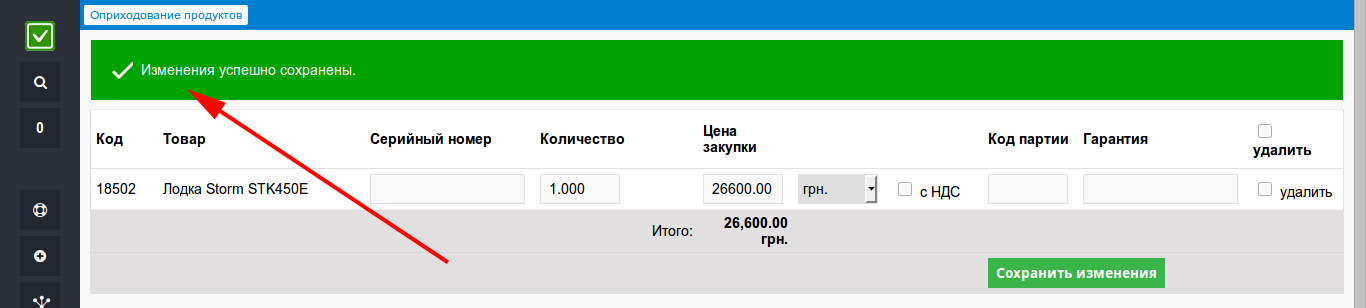 Оприходование продуктов
Изменения успешно сохранены.
0
Код Товар Серийный номер Количество Цена закупки Код партии Гарантия удалить
18502 Лодка Storm STK450E 1.000 26600.00 грн. с НДС удалить
Итого: 26,600.00 грн.
Сохранить изменения